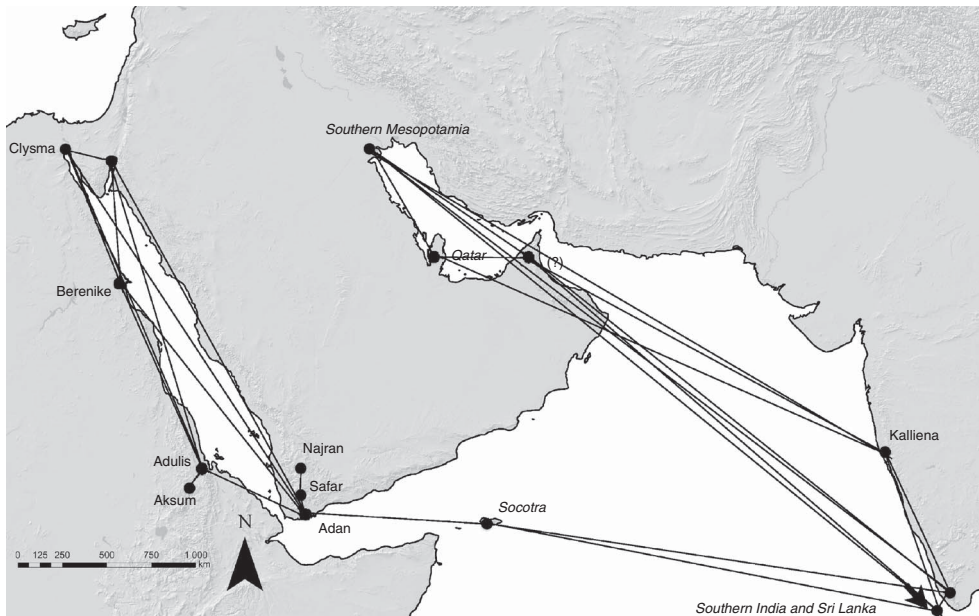 Clysma
Southern Mesopotamia
Qatar
(?)
Berenike
Kalliena
Najran
Adulis
Safar
Aksum
Socotra
N
Adan
0 125 250 500 750 1 000
km
Southern India and Sri Lanka